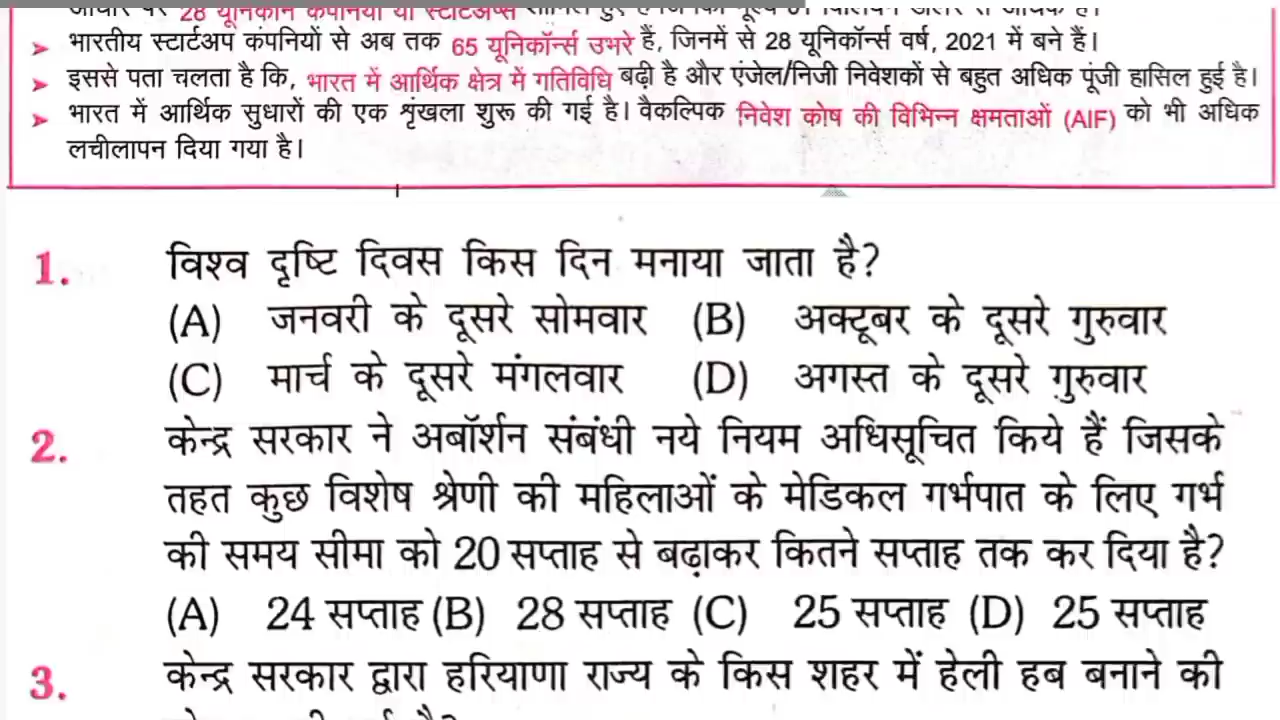 28 यूनिकॉर्न कंपनियां या स्टार्टअप्स
➤ भारतीय स्टार्टअप कंपनियों से अब तक 65 यूनिकॉर्न्स उभरे हैं, जिनमें से 28 यूनिकॉर्न्स वर्ष, 2021 में बने हैं।
➤ इससे पता चलता है कि, भारत में आर्थिक क्षेत्र में गतिविधि बढ़ी है और एंजेल/निजी निवेशकों से बहुत अधिक पूंजी हासिल हुई है।
➤ भारत में आर्थिक सुधारों की एक श्रृंखला शुरू की गई है। वैकल्पिक निवेश कोष की विभिन्न क्षमताओं (AIF) को भी अधिक
लचीलापन दिया गया है।
1. विश्व दृष्टि दिवस किस दिन मनाया जाता है?
(A) जनवरी के दूसरे सोमवार (B) अक्टूबर के दूसरे गुरुवार
(C) मार्च के दूसरे मंगलवार (D) अगस्त के दूसरे गुरुवार
2. केन्द्र सरकार ने अबॉर्शन संबंधी नये नियम अधिसूचित किये हैं जिसके
तहत कुछ विशेष श्रेणी की महिलाओं के मेडिकल गर्भपात के लिए गर्भ
की समय सीमा को 20 सप्ताह से बढ़ाकर कितने सप्ताह तक कर दिया है?
(A) 24 सप्ताह (B) 28 सप्ताह (C) 25 सप्ताह (D) 25 सप्ताह
3. केन्द्र सरकार द्वारा हरियाणा राज्य के किस शहर में हेली हब बनाने की